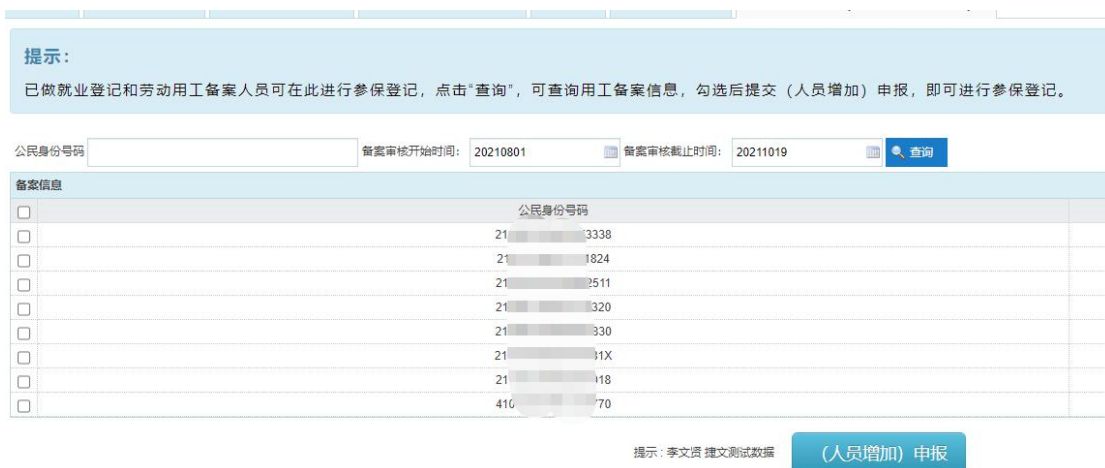 提示：
已做就业登记和劳动用工备案人员可在此进行参保登记，点击“查询”，可查询用工备案信息，勾选后提交（人员增加）申报，即可进行参保登记。
公民身份号码 备案审核开始时间： 20210801 备案审核截止时间： 20211019 查询
备案信息
公民身份号码
21 3338
21 1824
21 2511
21 320
21 330
21 31X
21 918
410 770
提示：李文贤 捷文测试数据 （人员增加）申报